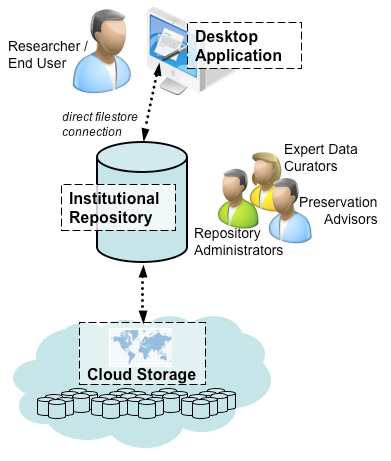 Researcher /
End User
Desktop
Application
direct filestore
connection
Institutional
Repository
Expert Data
Curators
Preservation
Advisors
Repository
Administrators
Cloud Storage